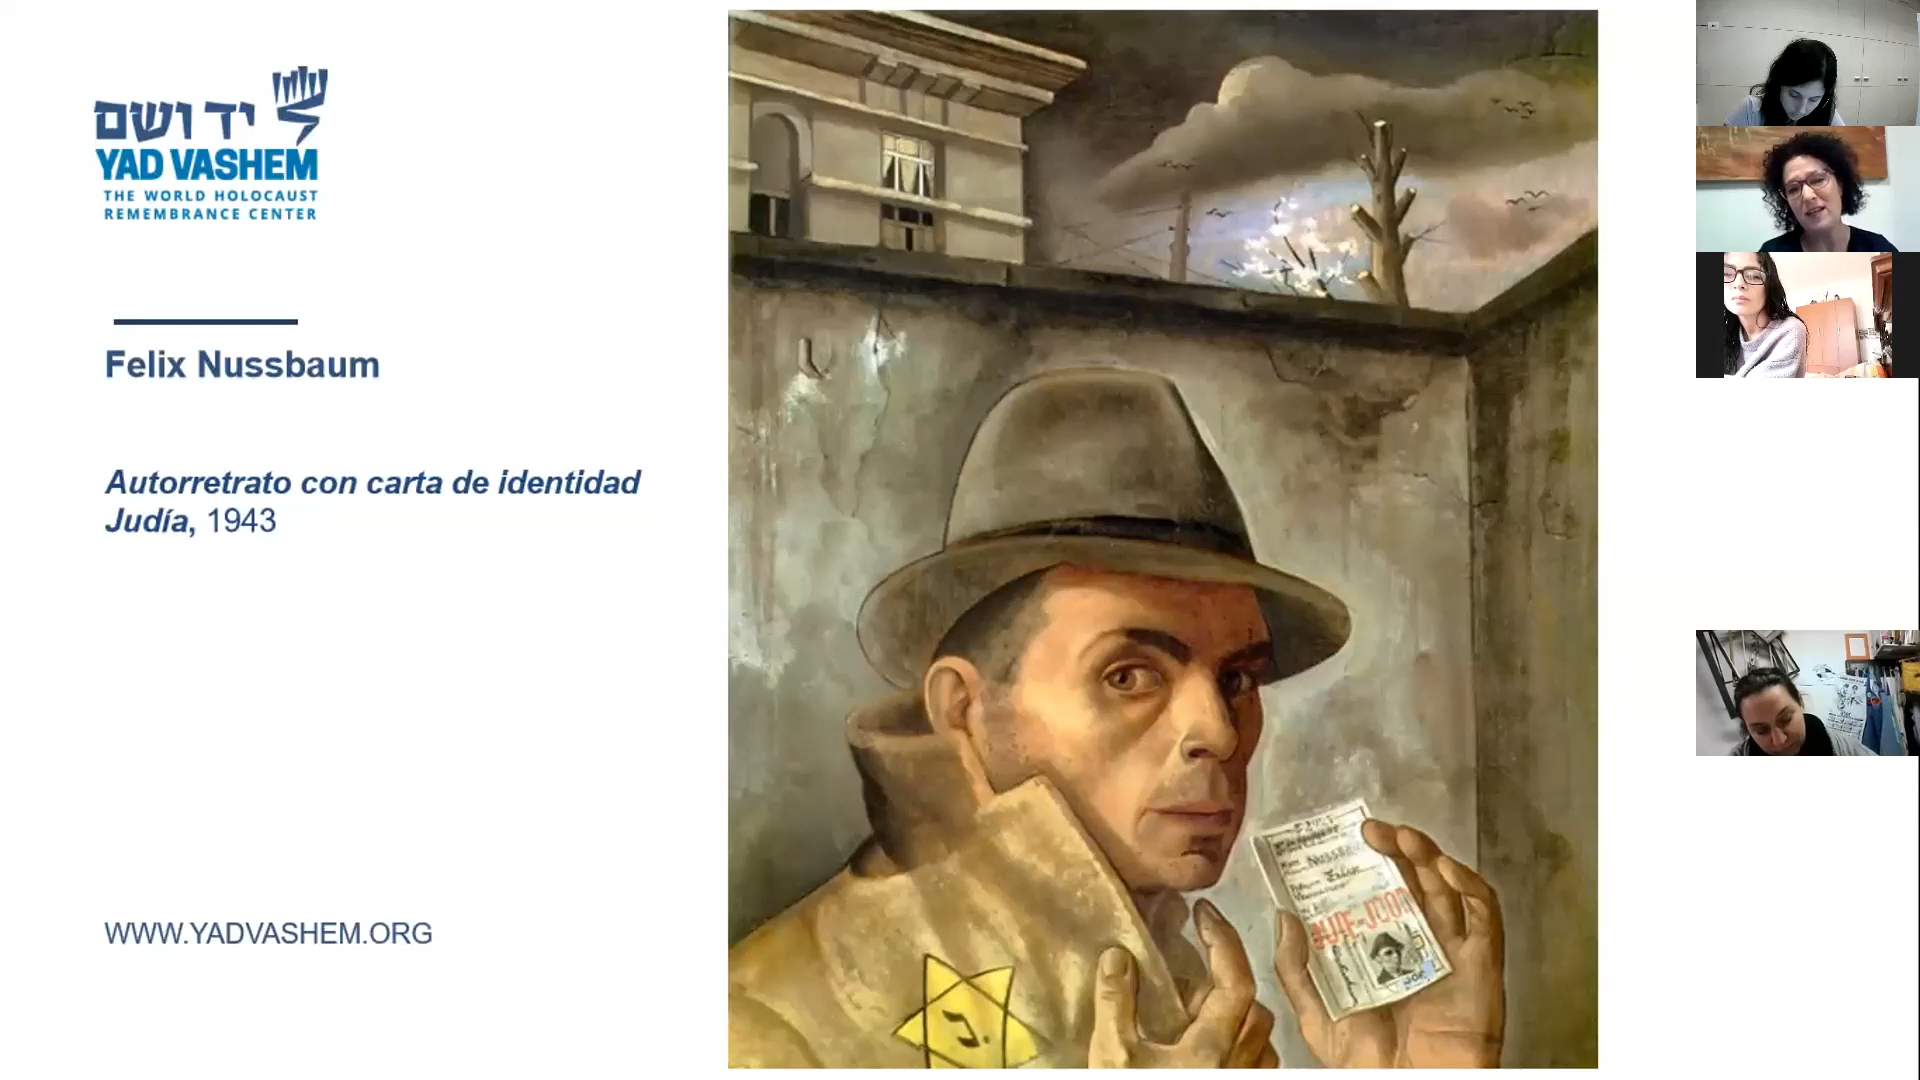 יד ושם
YAD VASHEM
THE WORLD HOLOCAUST
REMEMBRANCE CENTER
Felix Nussbaum
Autorretrato con carta de identidad
Judía, 1943
WWW.YADVASHEM.ORG
NUSSBAUM
JUIF-JOOD